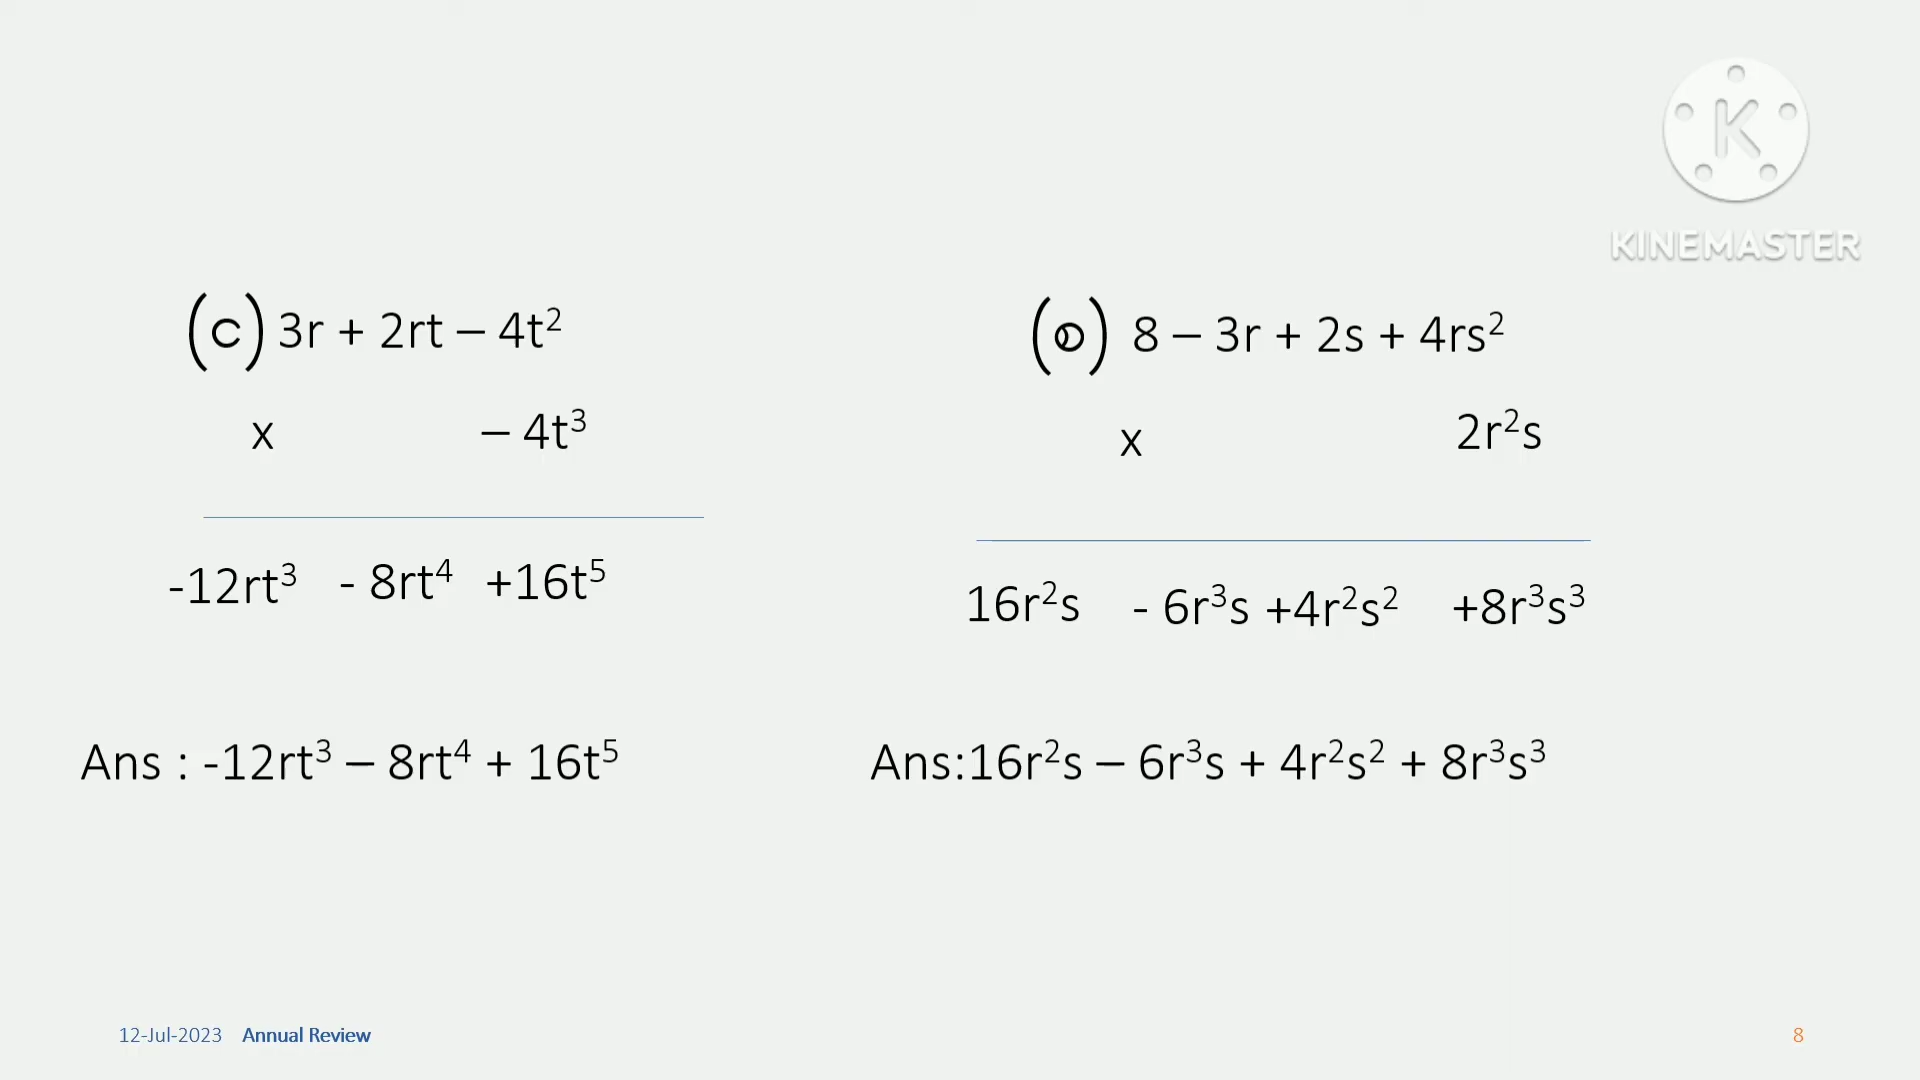 K
KINEMASTER
(c) 3r + 2rt – 4t²
x – 4t³
-12rt³ - 8rt⁴ +16t⁵
Ans : -12rt³ – 8rt⁴ + 16t⁵
8 – 3r + 2s + 4rs²
x 2r²s
16r²s - 6r³s +4r²s² +8r³s³
Ans:16r²s – 6r³s + 4r²s² + 8r³s³
12-Jul-2023 Annual Review
8